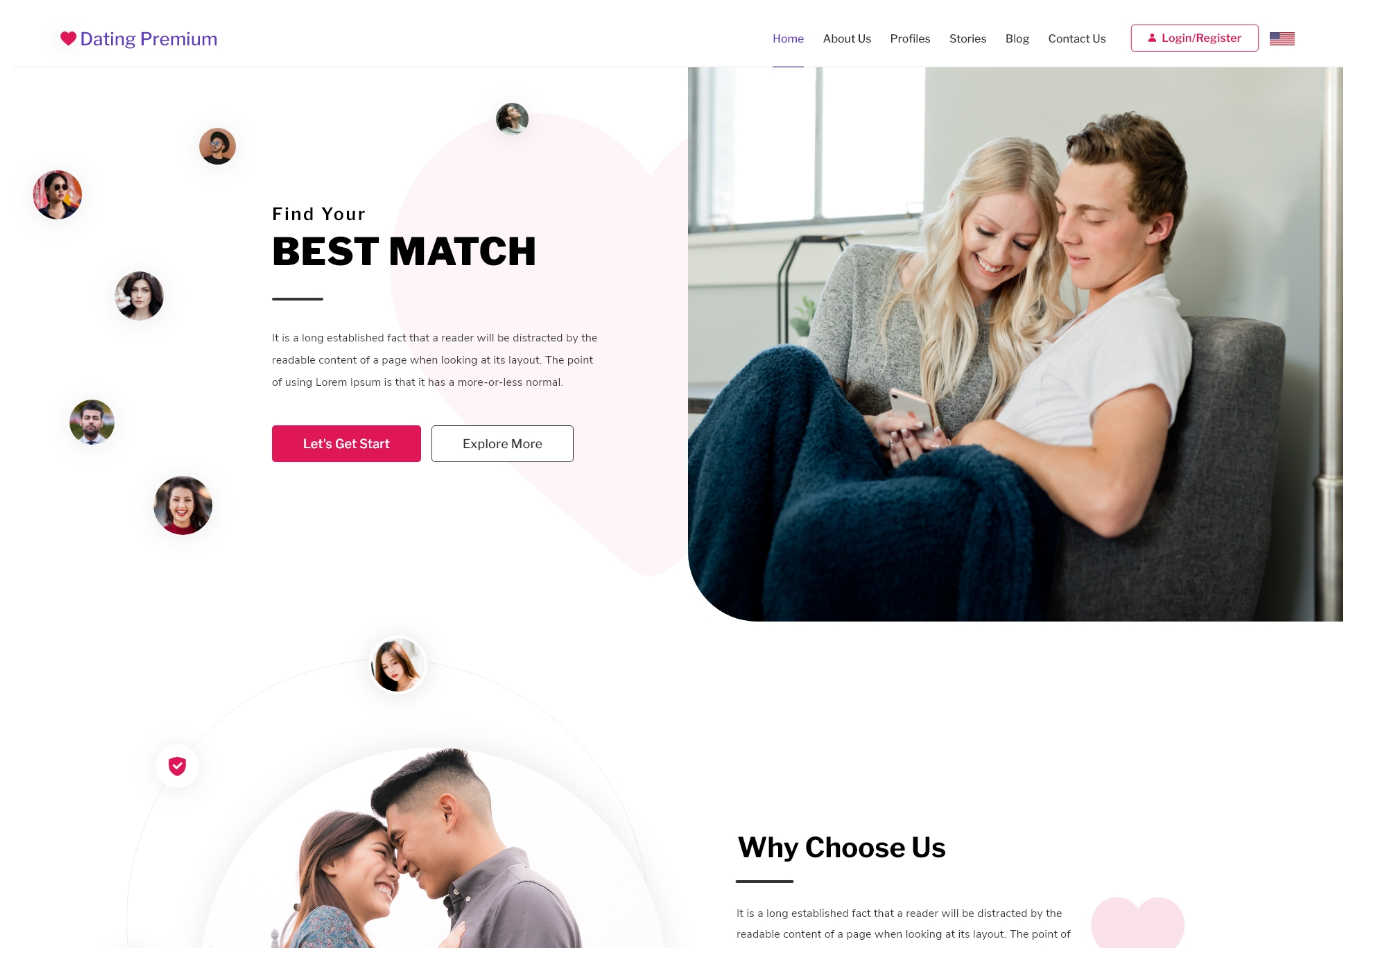 Dating Premium
Home About Us Profiles Stories Blog Contact Us Login/Register
Find Your
BEST MATCH
It is a long established fact that a reader will be distracted by the
readable content of a page when looking at its layout. The point
of using Lorem Ipsum is that it has a more-or-less normal.
Let's Get Start Explore More
Why Choose Us
It is a long established fact that a reader will be distracted by the
readable content of a page when looking at its layout. The point of